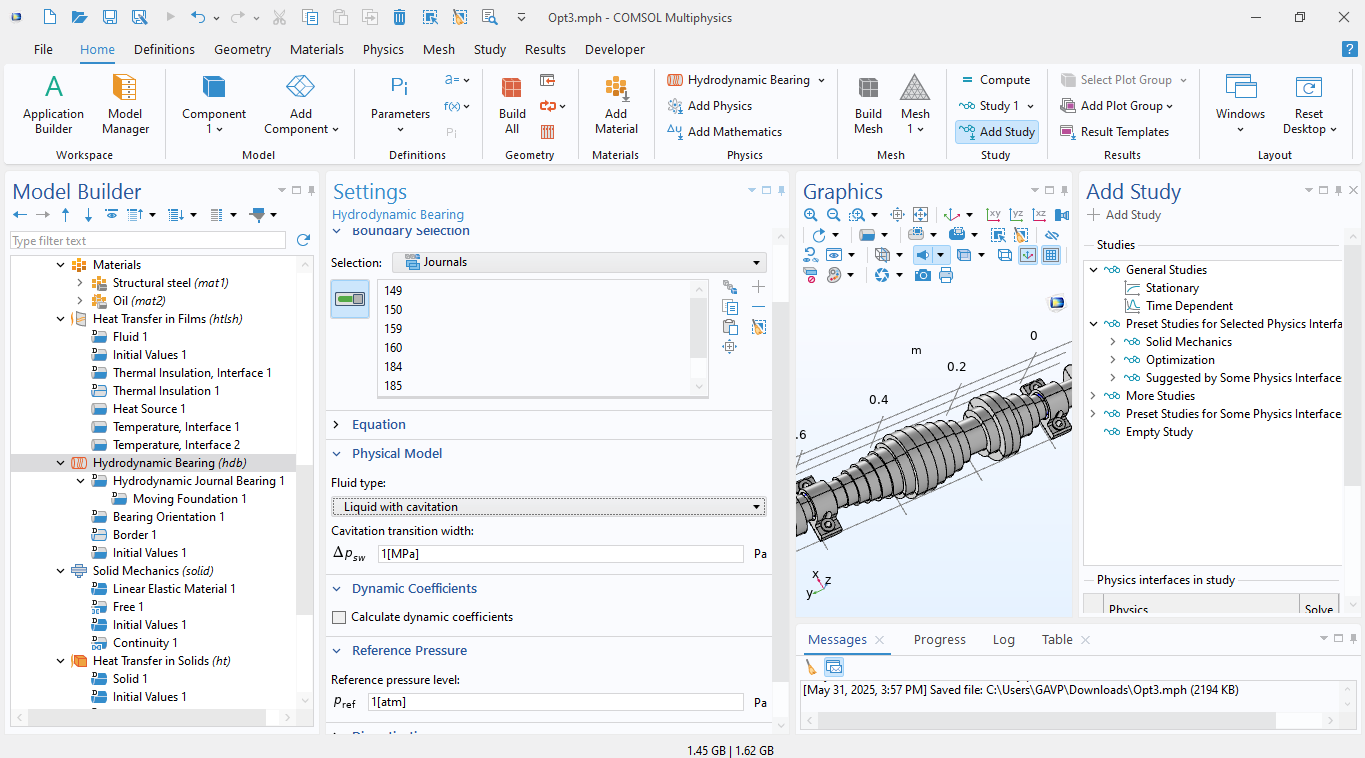 Opt3.mph - COMSOL Multiphysics
File Home Definitions Geometry Materials Physics Mesh Study Results Developer
Application Builder
Model Manager
Workspace
Component 1
Add Component
Model
Pi
Parameters
a=
f(x)
Pi
Definitions
Build All
Geometry
Add Material
Materials
Hydrodynamic Bearing
Add Physics
Add Mathematics
Physics
Build Mesh
Mesh 1
Mesh
Compute
Study 1
Add Study
Study
Select Plot Group
Add Plot Group
Result Templates
Results
Windows
Reset Desktop
Layout
Model Builder
Type filter text
Materials
Structural steel (mat1)
Oil (mat2)
Heat Transfer in Films (htlsh)
Fluid 1
Initial Values 1
Thermal Insulation, Interface 1
Thermal Insulation 1
Heat Source 1
Temperature, Interface 1
Temperature, Interface 2
Hydrodynamic Bearing (hdb)
Hydrodynamic Journal Bearing 1
Moving Foundation 1
Bearing Orientation 1
Border 1
Initial Values 1
Solid Mechanics (solid)
Linear Elastic Material 1
Free 1
Initial Values 1
Continuity 1
Heat Transfer in Solids (ht)
Solid 1
Initial Values 1
Settings
Hydrodynamic Bearing
Boundary Selection
Selection: Journals
149
150
159
160
184
185
Equation
Physical Model
Fluid type:
Liquid with cavitation
Cavitation transition width:
Δpsw 1[MPa] Pa
Dynamic Coefficients
Calculate dynamic coefficients
Reference Pressure
Reference pressure level:
pref 1[atm] Pa
Graphics
xy yz xz
0
m
0.2
0.4
.6
x
z
y
Add Study
Add Study
Studies
General Studies
Stationary
Time Dependent
Preset Studies for Selected Physics Interfa
Solid Mechanics
Optimization
Suggested by Some Physics Interface
More Studies
Preset Studies for Some Physics Interface
Empty Study
Physics interfaces in study
Physics Solve
Messages Progress Log Table
[May 31, 2025, 3:57 PM] Saved file: C:\Users\GAVP\Downloads\Opt3.mph (2194 KB)
1.45 GB | 1.62 GB